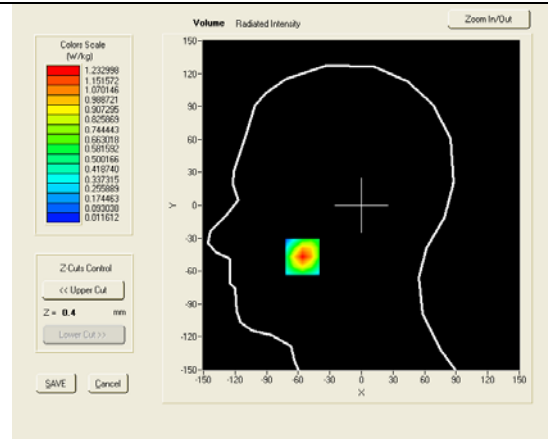 Volume Radiated Intensity
Zoom In/Out
Colors Scale
(W/kg)
1.232998
1.151572
1.070146
0.988721
0.907295
0.825869
0.744443
0.663018
0.581592
0.500166
0.418740
0.337315
0.255889
0.174463
0.093038
0.011612
Z-Cuts Control
<< Upper Cut
Z = 0.4 mm
Lower Cut >>
SAVE Cancel
150
120
90
60
30
0
-30
-60
-90
-120
-150
Y
-150 -120 -90 -60 -30 0 30 60 90 120 150
X